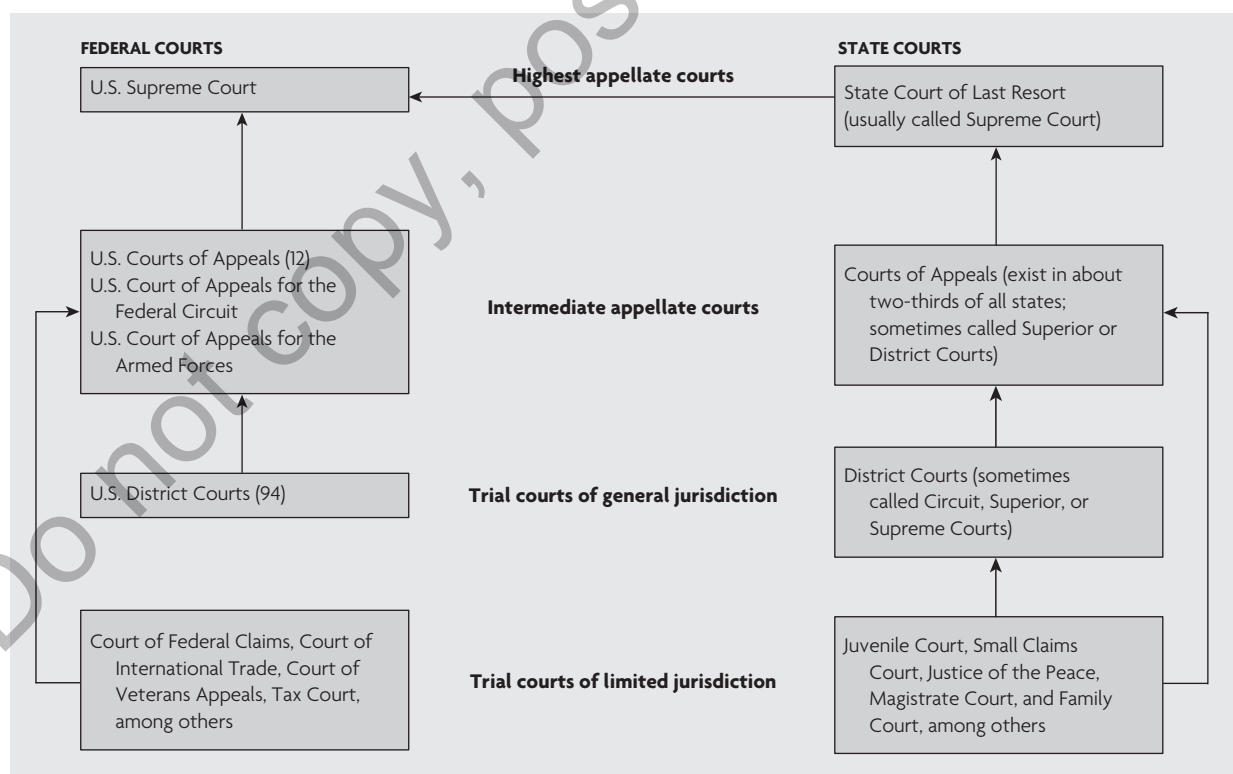 FEDERAL COURTS
U.S. Supreme Court
U.S. Courts of Appeals (12)
U.S. Court of Appeals for the
Federal Circuit
U.S. Court of Appeals for the
Armed Forces
U.S. District Courts (94)
Court of Federal Claims, Court of
International Trade, Court of
Veterans Appeals, Tax Court,
among others
Highest appellate courts
Intermediate appellate courts
Trial courts of general jurisdiction
Trial courts of limited jurisdiction
STATE COURTS
State Court of Last Resort
(usually called Supreme Court)
Courts of Appeals (exist in about
two-thirds of all states;
sometimes called Superior or
District Courts)
District Courts (sometimes
called Circuit, Superior, or
Supreme Courts)
Juvenile Court, Small Claims
Court, Justice of the Peace,
Magistrate Court, and Family
Court, among others
Do not copy, pos